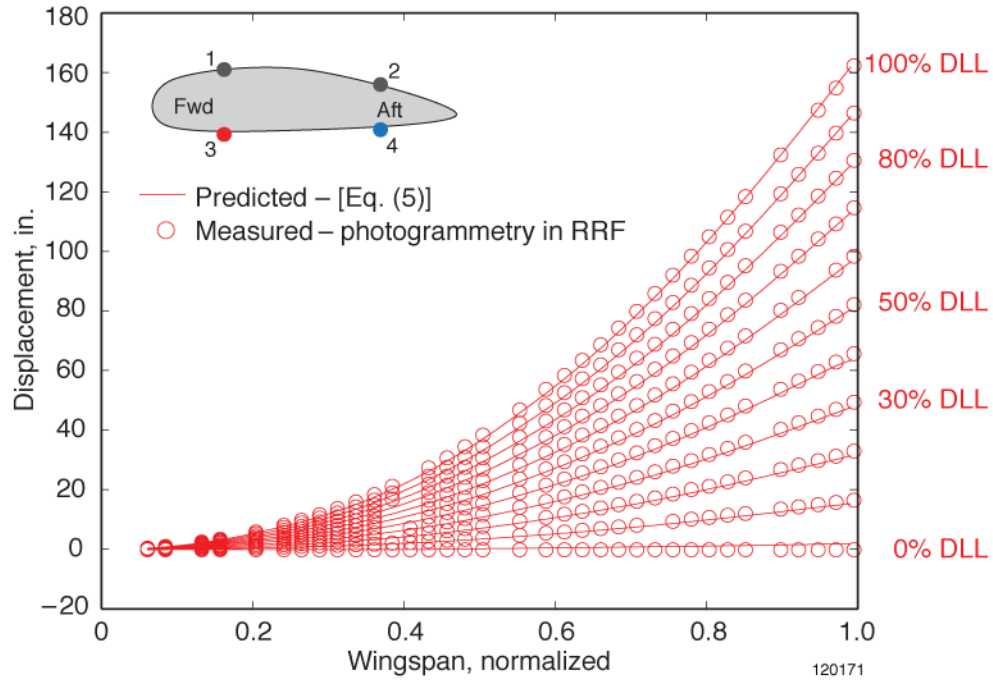 180
160
140
120
100
80
60
40
20
0
−20
Displacement, in.
1
2
Fwd
Aft
3
4
Predicted – [Eq. (5)]
Measured – photogrammetry in RRF
100% DLL
80% DLL
50% DLL
30% DLL
0% DLL
0
0.2
0.4
0.6
0.8
1.0
Wingspan, normalized
120171